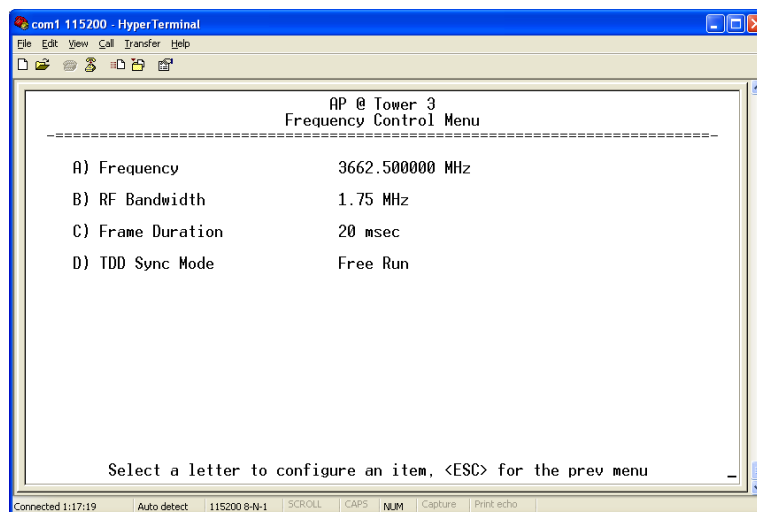 com1 115200 - HyperTerminal
File Edit View Call Transfer Help
AP @ Tower 3
Frequency Control Menu
-==========================================================================-
A) Frequency 3662.500000 MHz
B) RF Bandwidth 1.75 MHz
C) Frame Duration 20 msec
D) TDD Sync Mode Free Run
Select a letter to configure an item, <ESC> for the prev menu _
Connected 1:17:19 Auto detect 115200 8-N-1 SCROLL CAPS NUM Capture Print echo